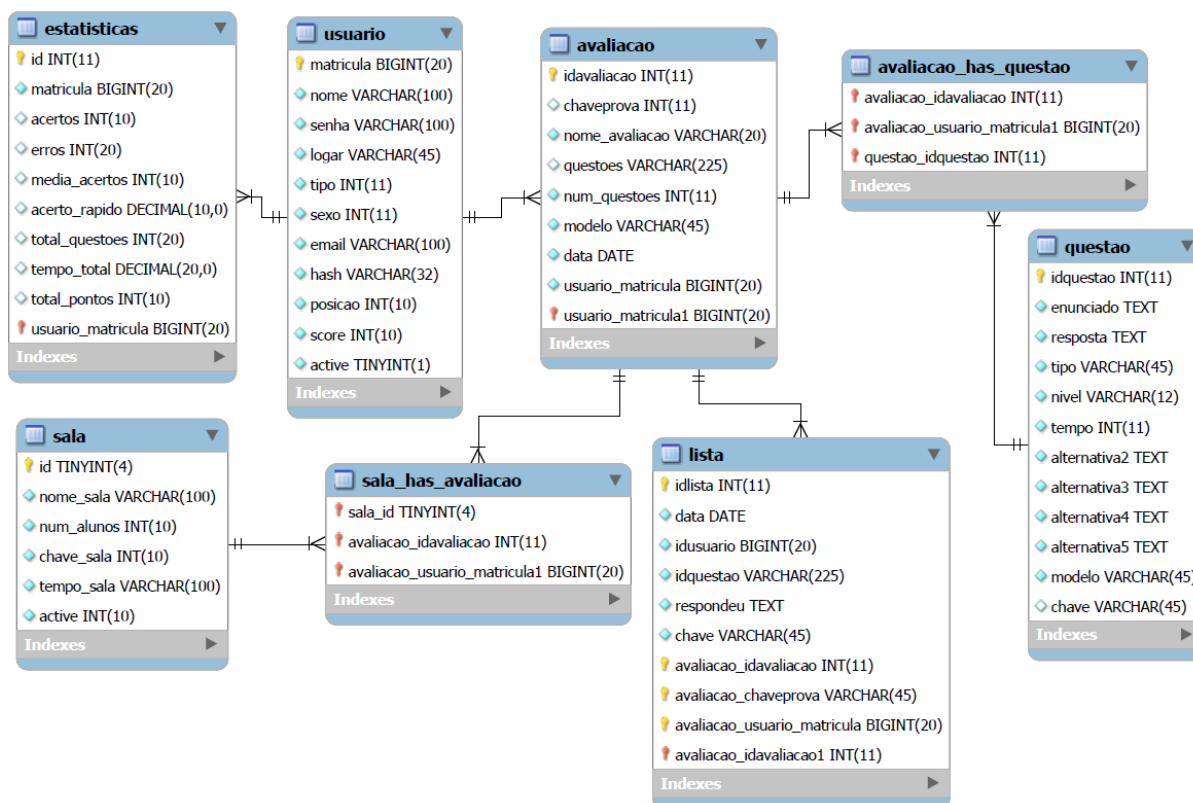 estatisticas
id INT(11)
matricula BIGINT(20)
acertos INT(10)
erros INT(20)
media_acertos INT(10)
acerto_rapido DECIMAL(10,0)
total_questoes INT(20)
tempo_total DECIMAL(20,0)
total_pontos INT(10)
usuario_matricula BIGINT(20)
Indexes
usuario
matricula BIGINT(20)
nome VARCHAR(100)
senha VARCHAR(100)
logar VARCHAR(45)
tipo INT(11)
sexo INT(11)
email VARCHAR(100)
hash VARCHAR(32)
posicao INT(10)
score INT(10)
active TINYINT(1)
Indexes
avaliacao
idavaliacao INT(11)
chaveprova INT(11)
nome_avaliacao VARCHAR(20)
questoes VARCHAR(225)
num_questoes INT(11)
modelo VARCHAR(45)
data DATE
usuario_matricula BIGINT(20)
usuario_matricula1 BIGINT(20)
Indexes
avaliacao_has_questao
avaliacao_idavaliacao INT(11)
avaliacao_usuario_matricula1 BIGINT(20)
questao_idquestao INT(11)
Indexes
questao
idquestao INT(11)
enunciado TEXT
resposta TEXT
tipo VARCHAR(45)
nivel VARCHAR(12)
tempo INT(11)
alternativa2 TEXT
alternativa3 TEXT
alternativa4 TEXT
alternativa5 TEXT
modelo VARCHAR(45)
chave VARCHAR(45)
Indexes
sala
id TINYINT(4)
nome_sala VARCHAR(100)
num_alunos INT(10)
chave_sala INT(10)
tempo_sala VARCHAR(100)
active INT(10)
Indexes
sala_has_avaliacao
sala_id TINYINT(4)
avaliacao_idavaliacao INT(11)
avaliacao_usuario_matricula1 BIGINT(20)
Indexes
lista
idlista INT(11)
data DATE
idusuario BIGINT(20)
idquestao VARCHAR(225)
respondeu TEXT
chave VARCHAR(45)
avaliacao_idavaliacao INT(11)
avaliacao_chaveprova VARCHAR(45)
avaliacao_usuario_matricula BIGINT(20)
avaliacao_idavaliacao1 INT(11)
Indexes